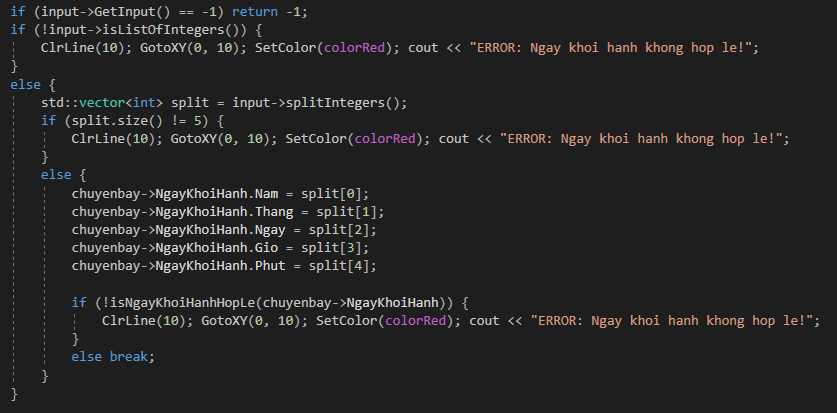 if (input->GetInput() == -1) return -1;
if (!input->isListOfIntegers()) {
ClrLine(10); GotoXY(0, 10); SetColor(colorRed); cout << "ERROR: Ngay khoi hanh khong hop le!";
}
else {
std::vector<int> split = input->splitIntegers();
if (split.size() != 5) {
ClrLine(10); GotoXY(0, 10); SetColor(colorRed); cout << "ERROR: Ngay khoi hanh khong hop le!";
}
else {
chuyenbay->NgayKhoiHanh.Nam = split[0];
chuyenbay->NgayKhoiHanh.Thang = split[1];
chuyenbay->NgayKhoiHanh.Ngay = split[2];
chuyenbay->NgayKhoiHanh.Gio = split[3];
chuyenbay->NgayKhoiHanh.Phut = split[4];
if (!isNgayKhoiHanhHopLe(chuyenbay->NgayKhoiHanh)) {
ClrLine(10); GotoXY(0, 10); SetColor(colorRed); cout << "ERROR: Ngay khoi hanh khong hop le!";
}
else break;
}
}